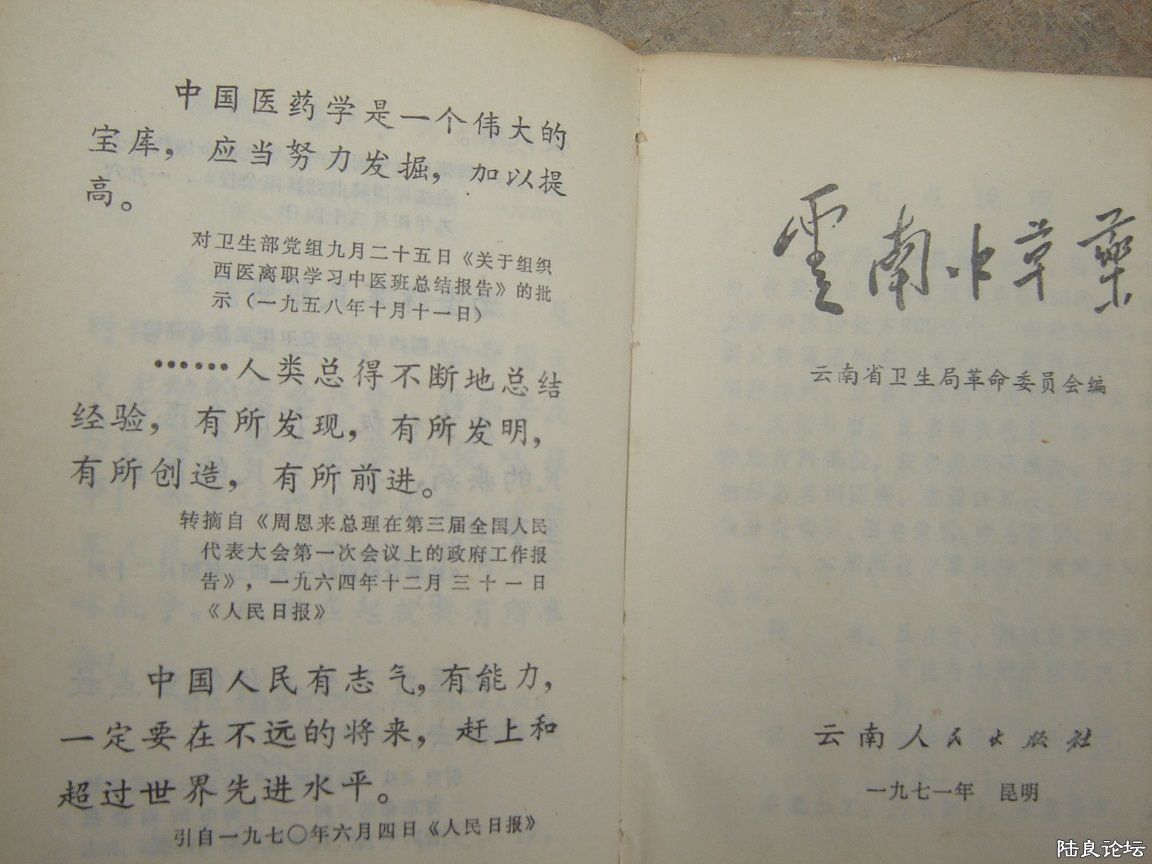 中国医药学是一个伟大的
宝库，应当努力发掘，加以提
高。
对卫生部党组九月二十五日《关于组织
西医离职学习中医班总结报告》的批
示（一九五八年十月十一日）
……人类总得不断地总结
经验，有所发现，有所发明，
有所创造，有所前进。
转摘自《周恩来总理在第三届全国人民
代表大会第一次会议上的政府工作报
告》，一九六四年十二月三十一日
《人民日报》
中国人民有志气，有能力，
一定要在不远的将来，赶上和
超过世界先进水平。
引自一九七〇年六月四日《人民日报》
雲南中草藥
云南省卫生局革命委员会编
云南人民出版社
一九七一年 昆明
陆良论坛